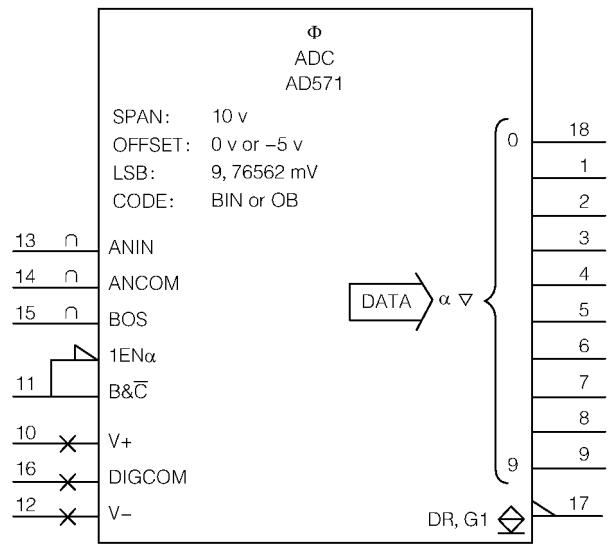 Φ
ADC
AD571
SPAN: 10 v
OFFSET: 0 v or –5 v
LSB: 9, 76562 mV
CODE: BIN or OB
0 18
1
2
13 ∩ ANIN 3
14 ∩ ANCOM 4
DATA α ▽
15 ∩ BOS 5
1ENα 6
11 B&C̅ 7
8
10 V+ 9
16 DIGCOM 9
12 V– DR, G1 17